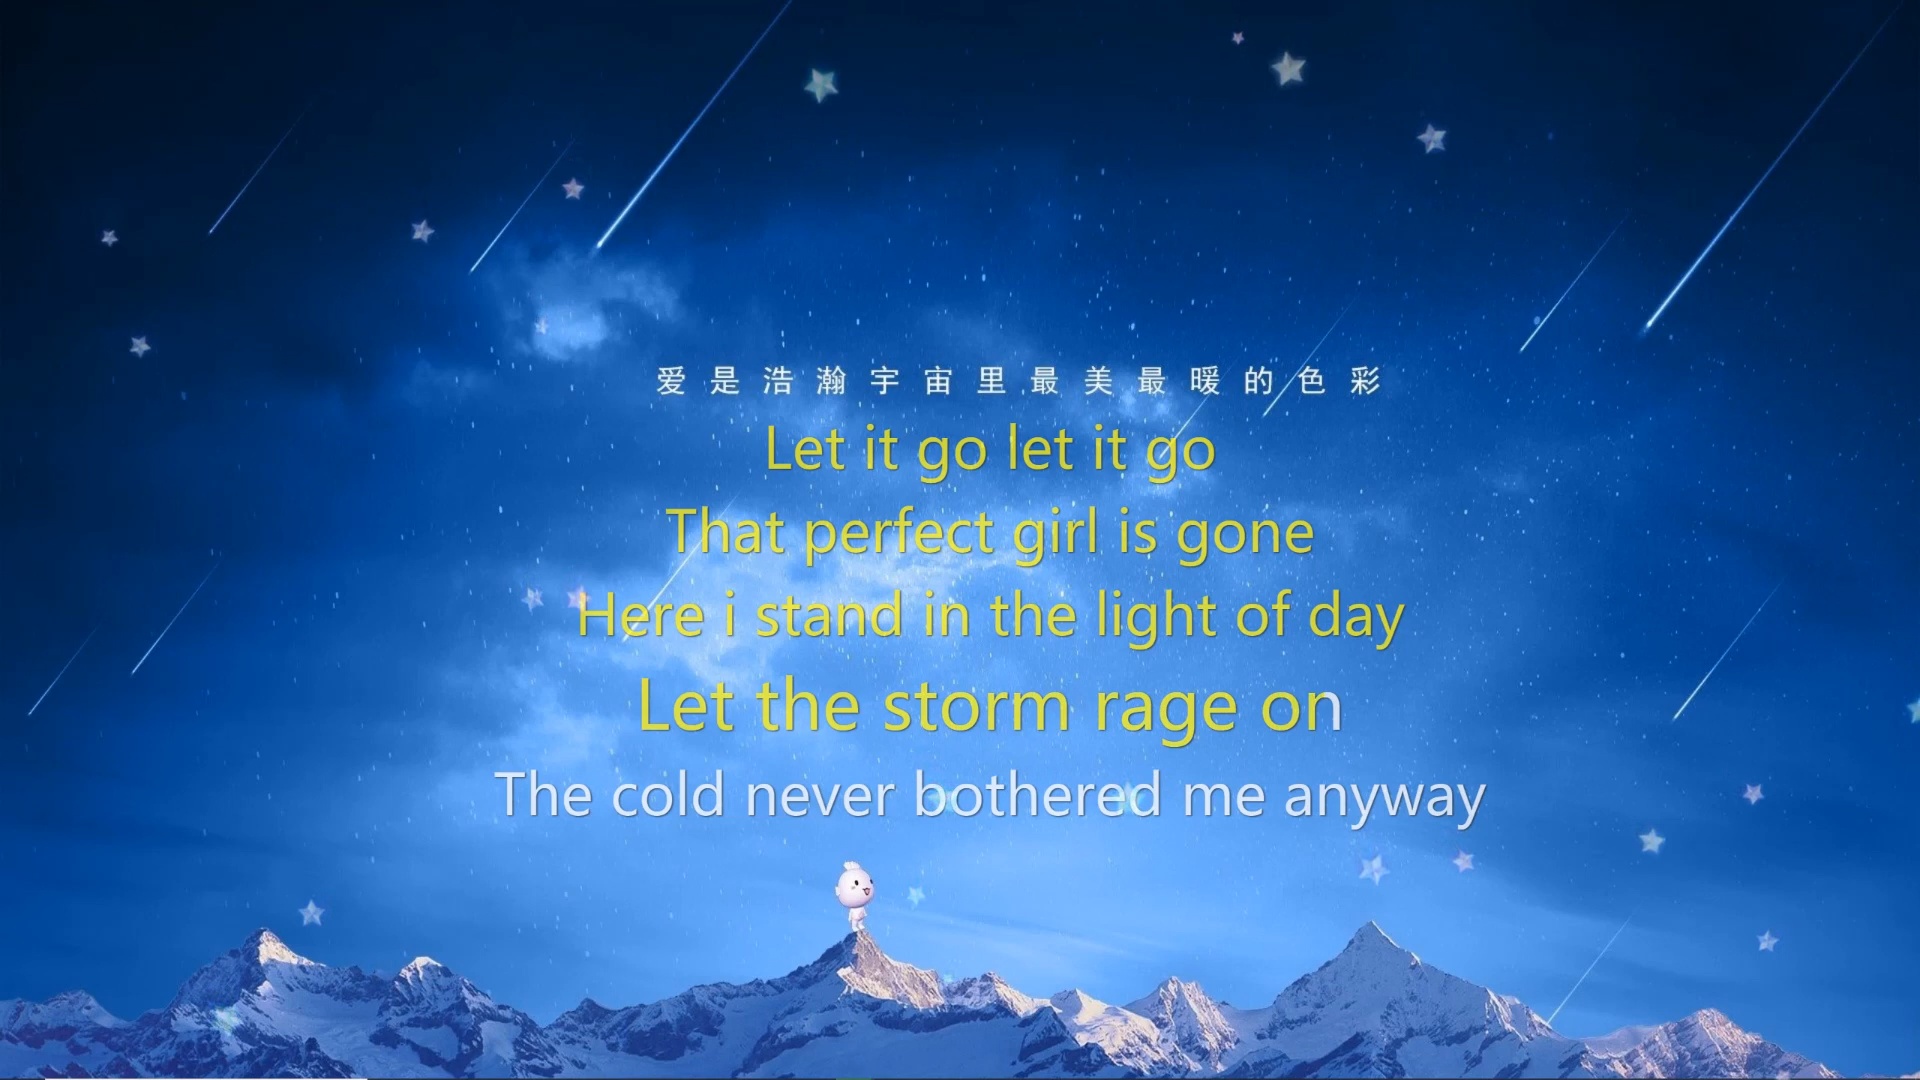 爱是浩瀚宇宙里最美最暖的色彩
Let it go let it go
That perfect girl is gone
Here i stand in the light of day
Let the storm rage on
The cold never bothered me anyway